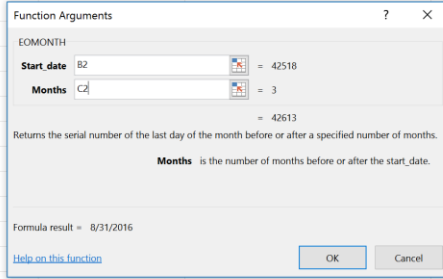 Function Arguments ? ×
EOMONTH
Start_date B2 = 42518
Months C2 = 3
= 42613
Returns the serial number of the last day of the month before or after a specified number of months.
Months is the number of months before or after the start_date.
Formula result = 8/31/2016
Help on this function OK Cancel